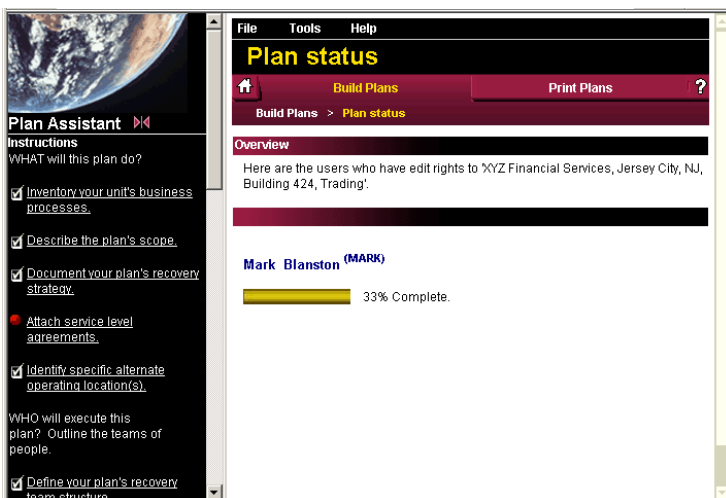 File Tools Help
Plan status
Build Plans Print Plans ?
Build Plans > Plan status
Plan Assistant
Instructions
WHAT will this plan do?
Inventory your unit's business
processes.
Describe the plan's scope.
Document your plan's recovery
strategy.
Attach service level
agreements.
Identify specific alternate
operating location(s).
WHO will execute this
plan? Outline the teams of
people.
Define your plan's recovery
team structure
Overview
Here are the users who have edit rights to 'XYZ Financial Services, Jersey City, NJ,
Building 424, Trading'.
Mark Blanston (MARK)
33% Complete.